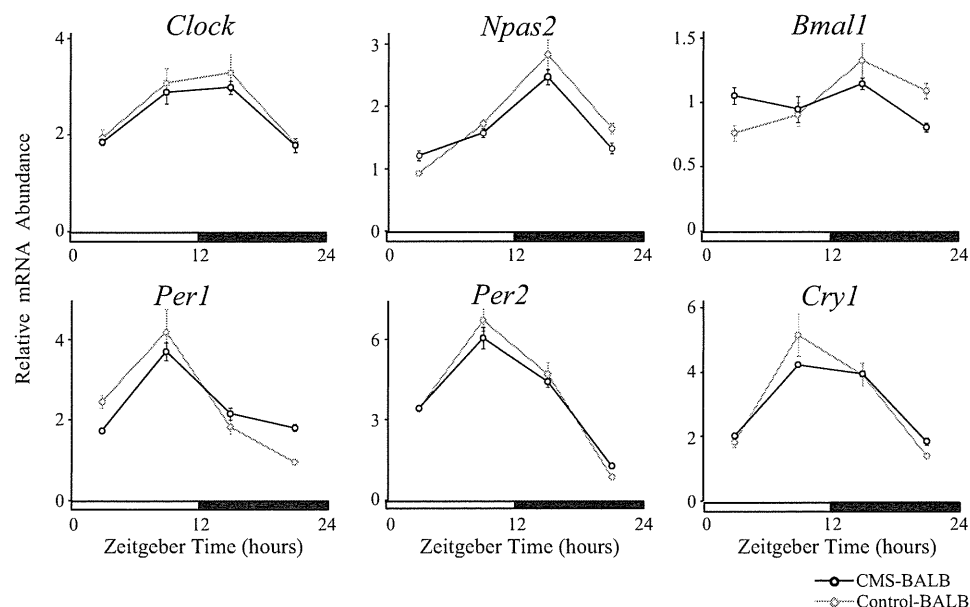 Clock
Npas2
Bmal1
4
2
0
0 12 24
3
2
1
0
0 12 24
1.5
1
0.5
0
0 12 24
Relative mRNA Abundance
Per1
Per2
Cry1
4
2
0
0 12 24
Zeitgeber Time (hours)
6
3
0
0 12 24
Zeitgeber Time (hours)
6
4
2
0
0 12 24
Zeitgeber Time (hours)
CMS-BALB
Control-BALB